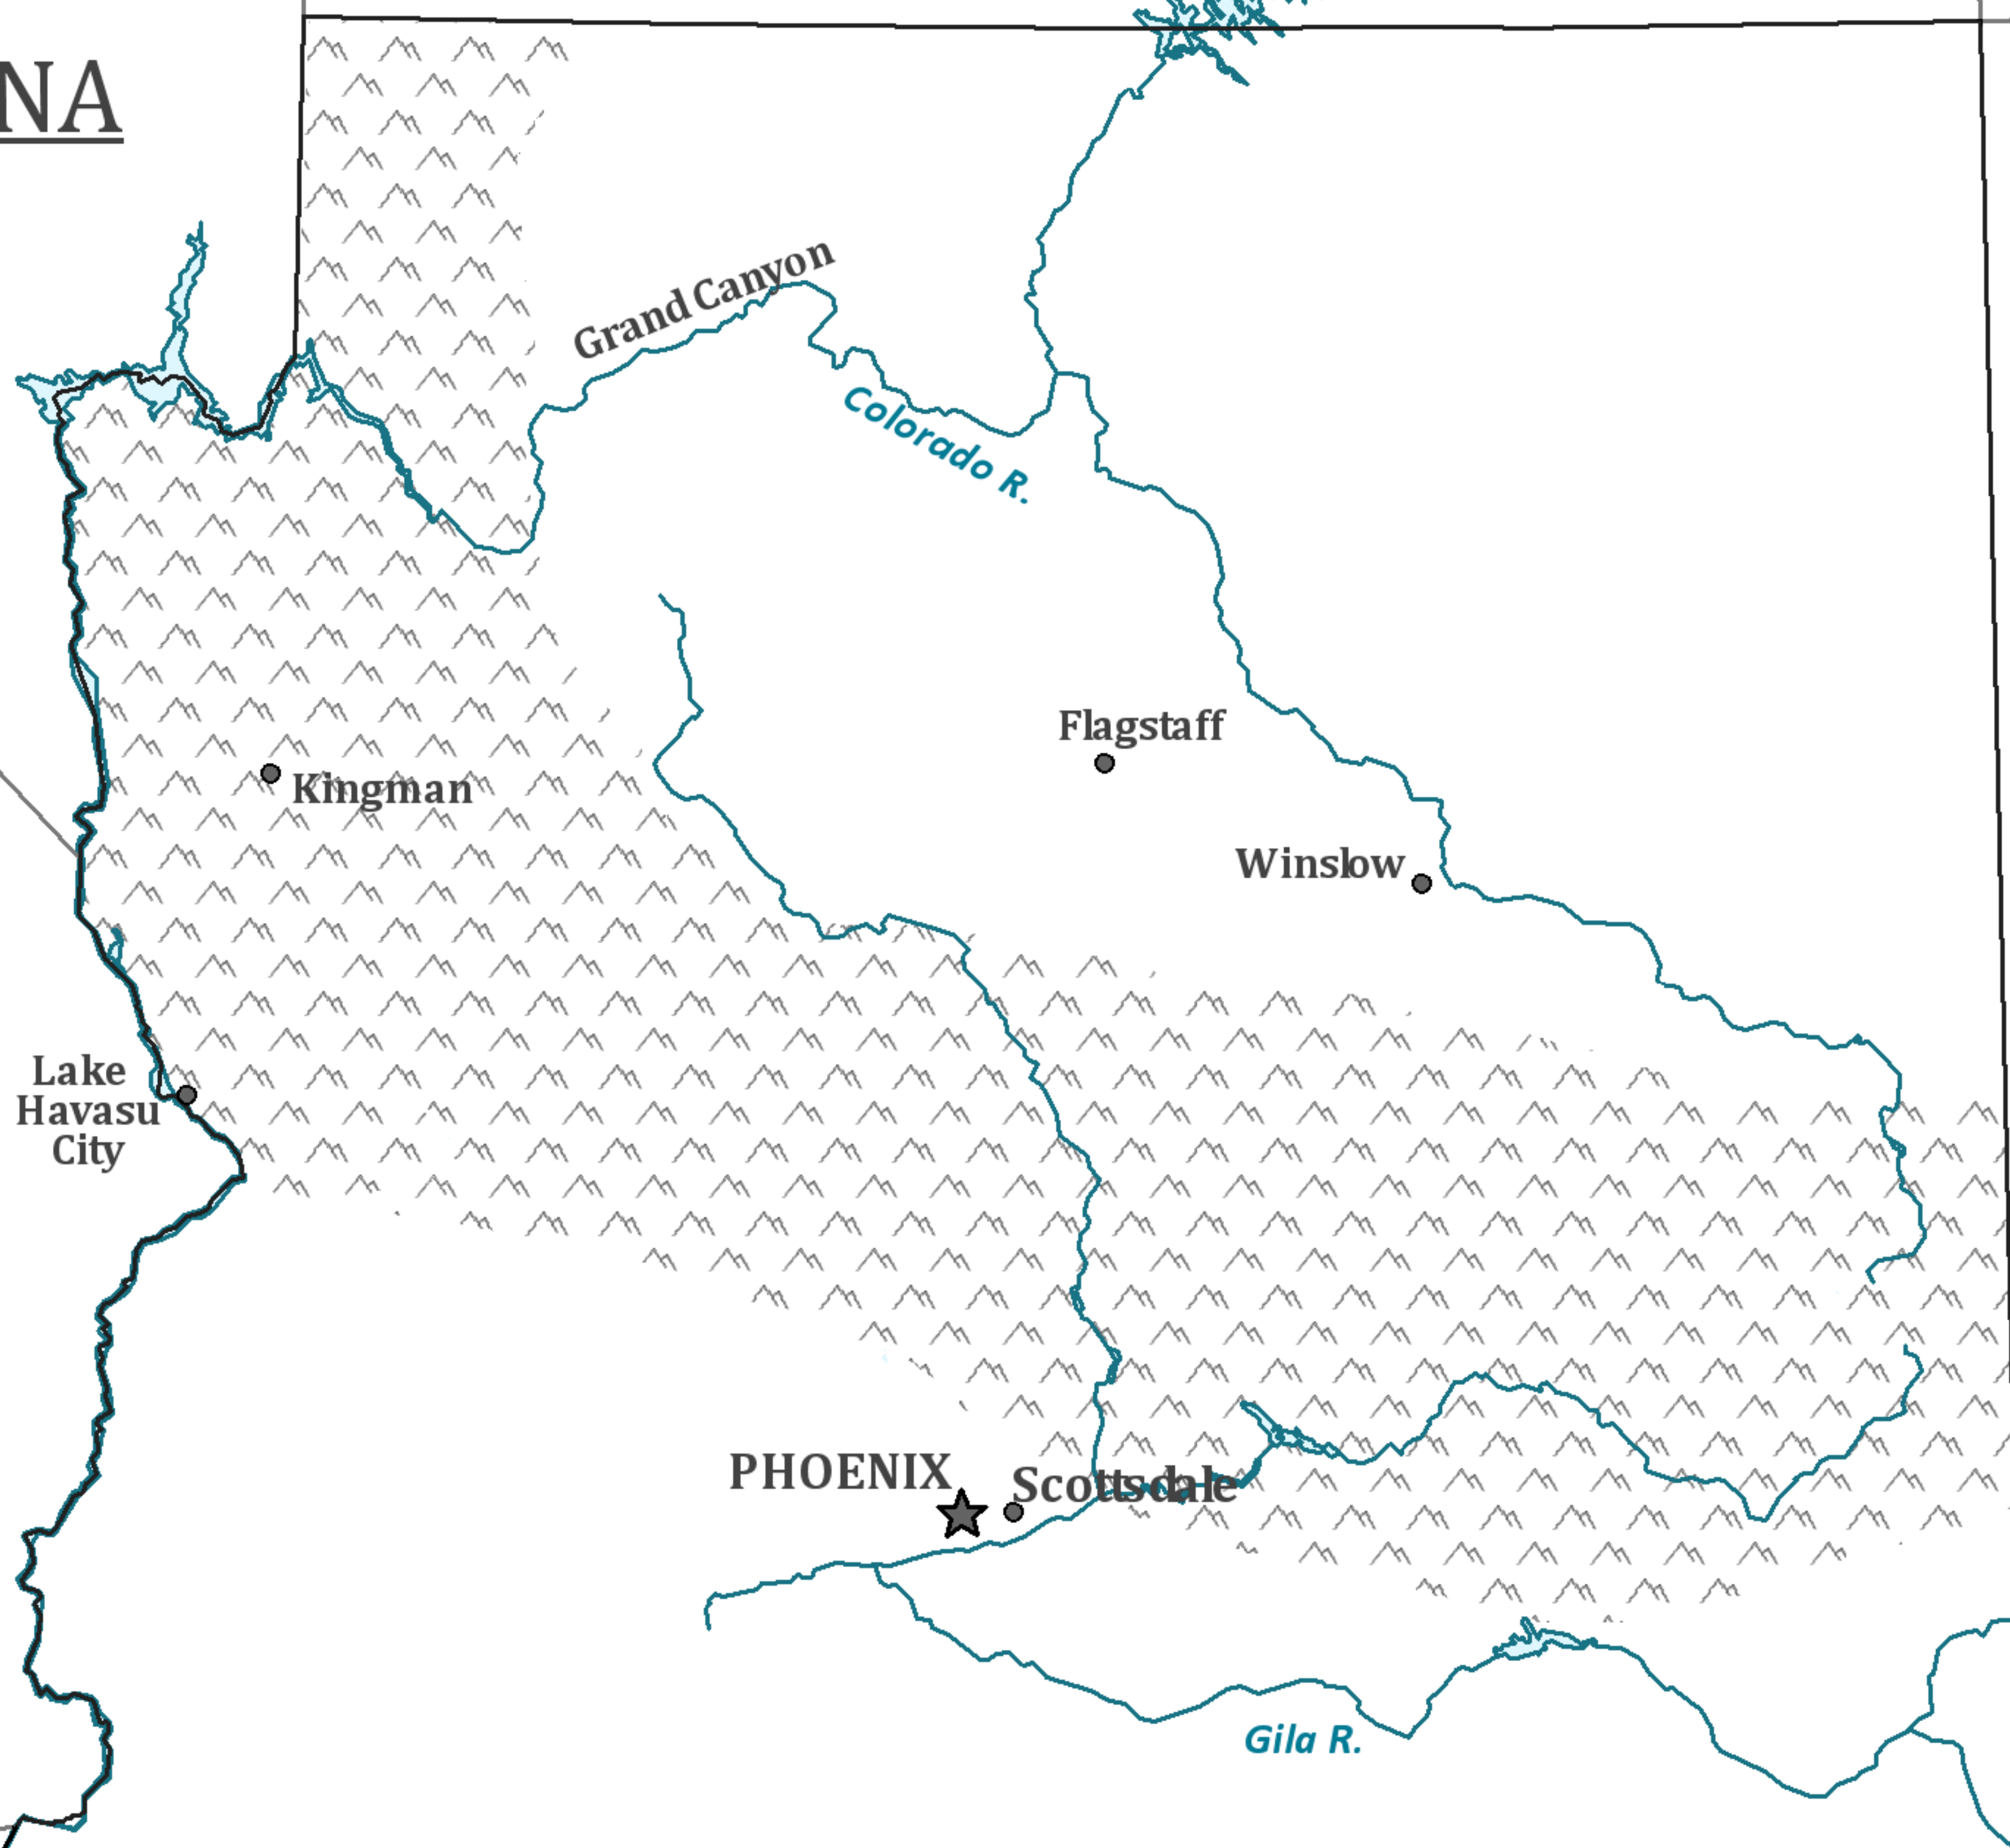 NA
Grand Canyon
Colorado R.
Flagstaff
Kingman
Winslow
Lake
Havasu
City
PHOENIX
Scottsdale
Gila R.